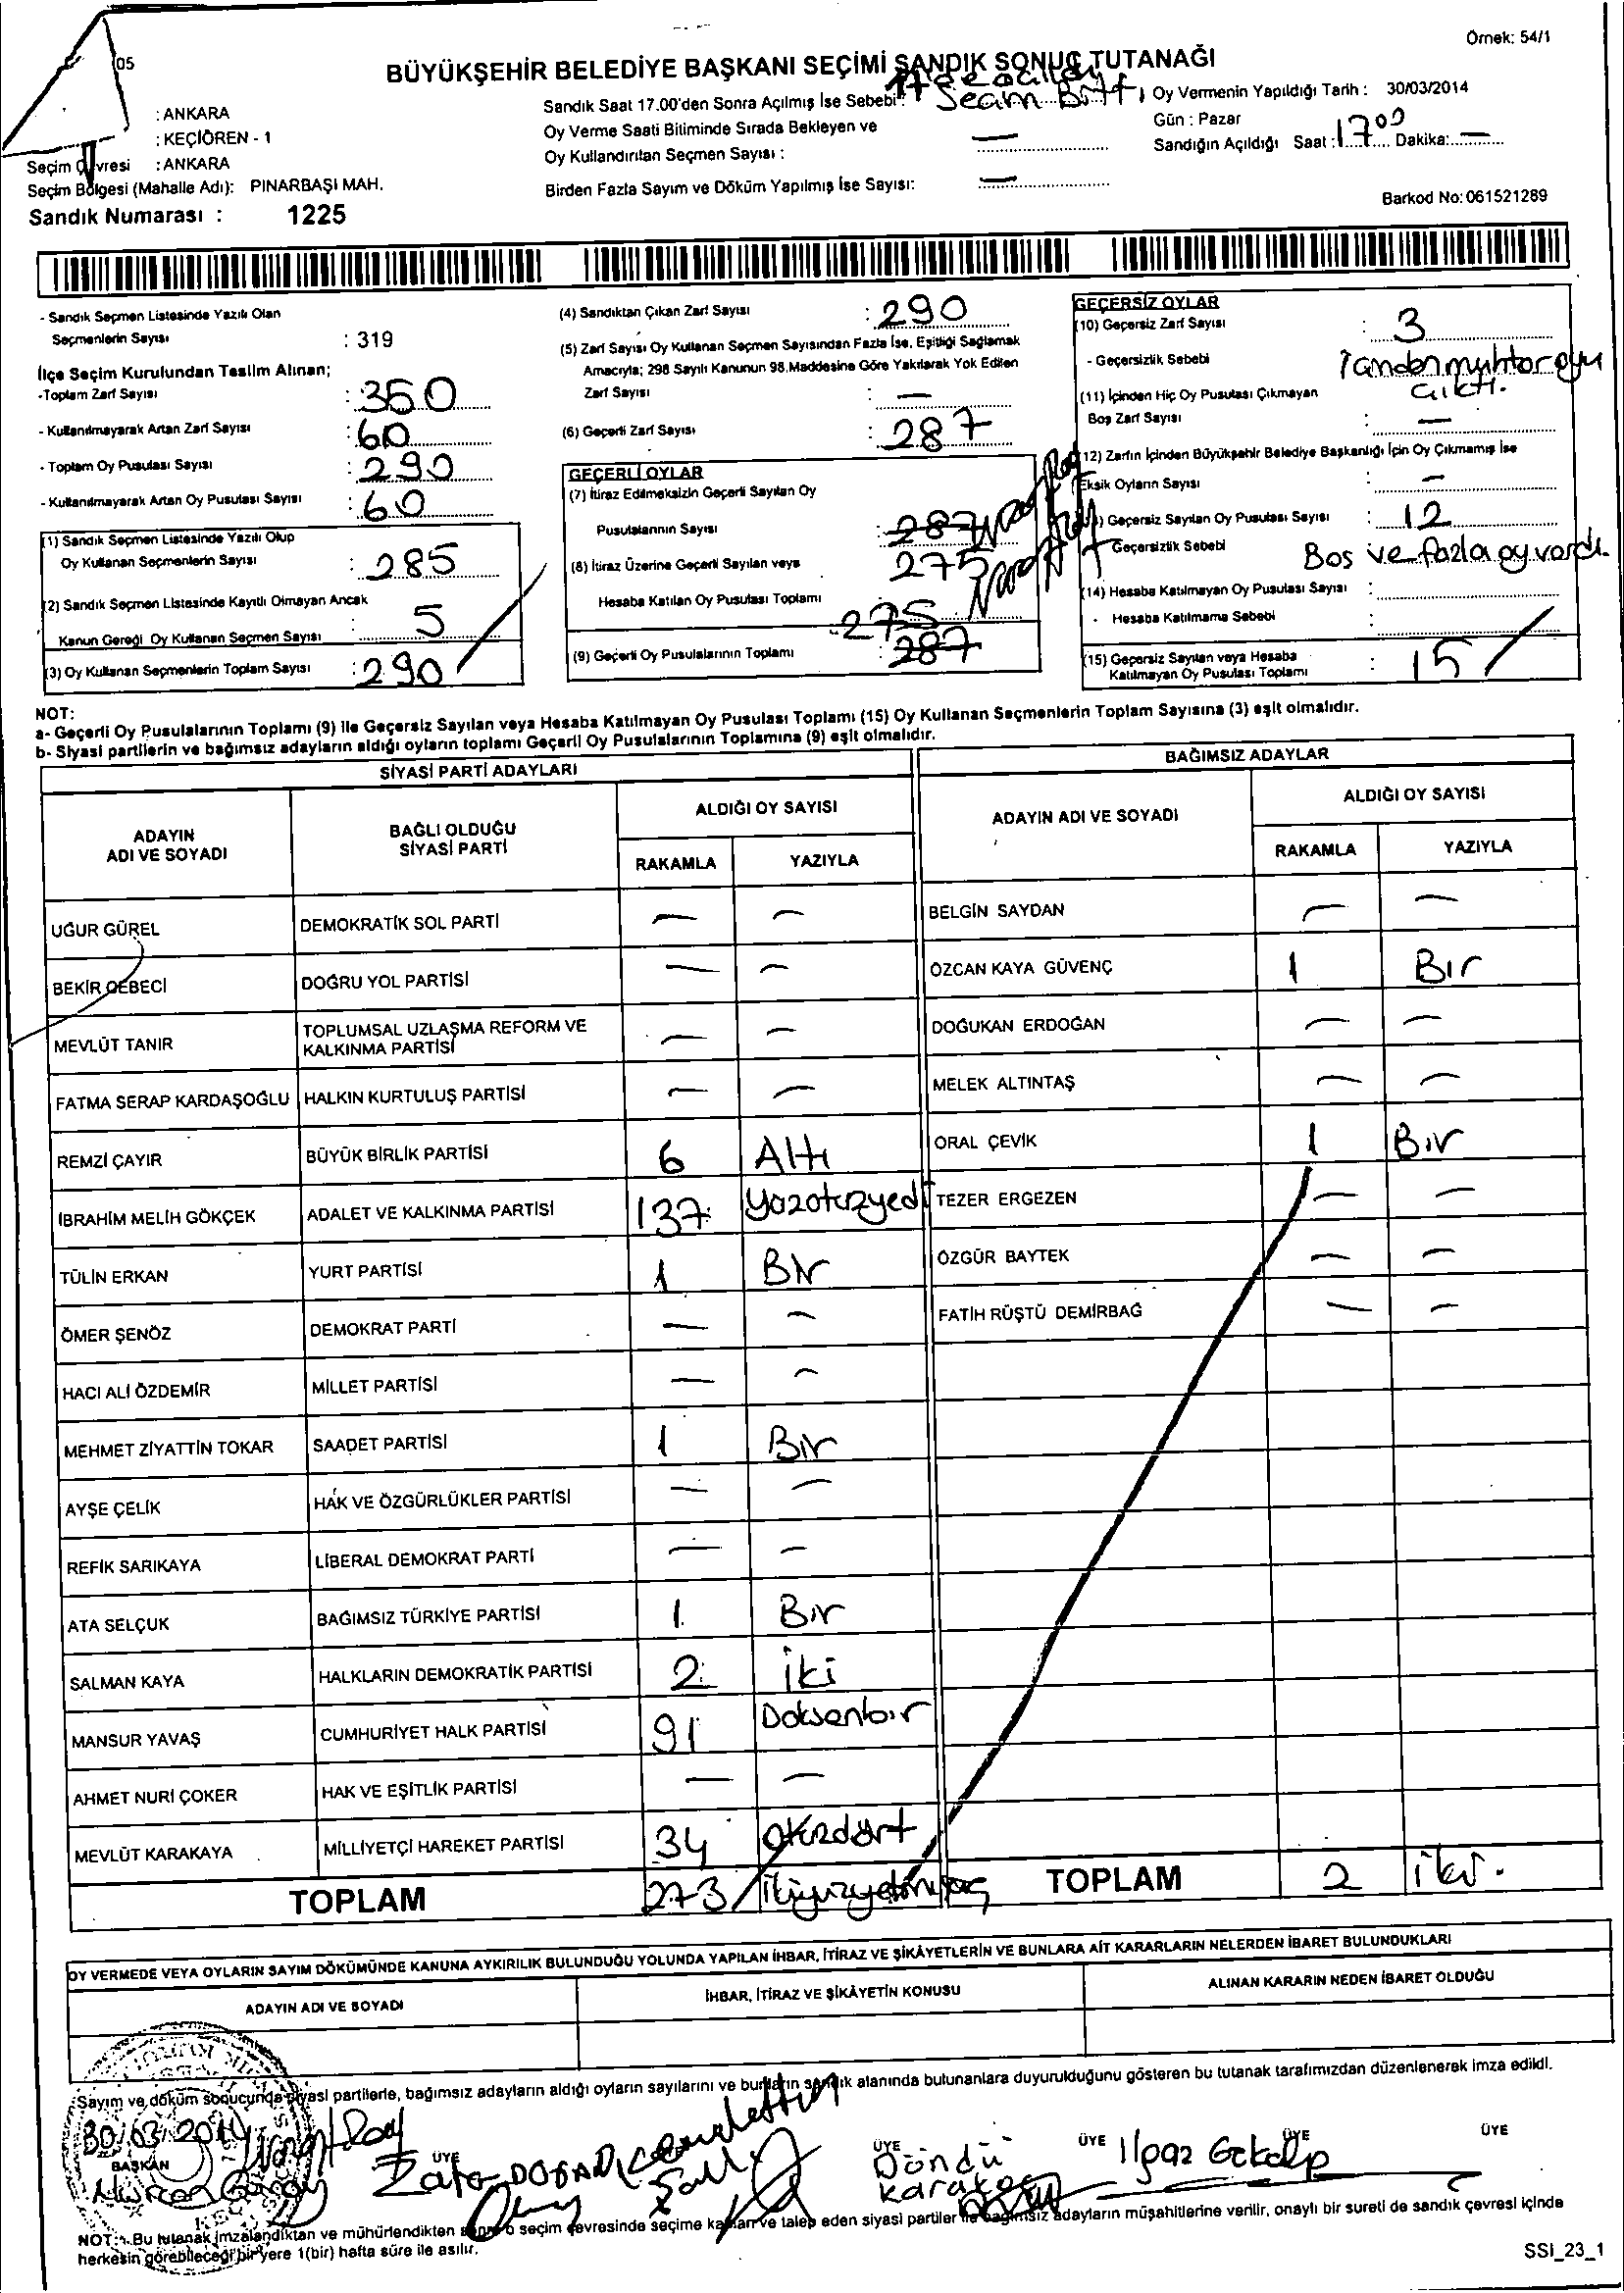 Örnek: 54/1
05
BÜYÜKŞEHİR BELEDİYE BAŞKANI SEÇİMİ SANDIK SONUÇ TUTANAĞI
: ANKARA
: KEÇİÖREN - 1
Seçim Çevresi : ANKARA
Seçim Bölgesi (Mahalle Adı): PINARBAŞI MAH.
Sandık Numarası : 1225
Sandık Saat 17.00'den Sonra Açılmış İse Sebebi :
Oy Verme Saati Bitiminde Sırada Bekleyen ve
Oy Kullandırılan Seçmen Sayısı : —
Birden Fazla Sayım ve Döküm Yapılmış İse Sayısı: —
Oy Vermenin Yapıldığı Tarih : 30/03/2014
Gün : Pazar
Sandığın Açıldığı Saat : 17 00 Dakika: —
Barkod No: 061521289
- Sandık Seçmen Listesinde Yazılı Olan
Seçmenlerin Sayısı : 319
İlçe Seçim Kurulundan Teslim Alınan;
-Toplam Zarf Sayısı : 350
- Kullanılmayarak Artan Zarf Sayısı : 60
- Toplam Oy Pusulası Sayısı : 290
- Kullanılmayarak Artan Oy Pusulası Sayısı : 60
(1) Sandık Seçmen Listesinde Yazılı Olup
Oy Kullanan Seçmenlerin Sayısı : 285
(2) Sandık Seçmen Listesinde Kayıtlı Olmayan Ancak
Kanun Gereği Oy Kullanan Seçmen Sayısı : 5
(3) Oy Kullanan Seçmenlerin Toplam Sayısı : 290
(4) Sandıktan Çıkan Zarf Sayısı : 290
(5) Zarf Sayısı Oy Kullanan Seçmen Sayısından Fazla İse, Eşitliği Sağlamak
Amacıyla; 298 Sayılı Kanunun 98.Maddesine Göre Yakılarak Yok Edilen
Zarf Sayısı : —
(6) Geçerli Zarf Sayısı : 287
GEÇERLİ OYLAR
(7) İtiraz Edilmeksizin Geçerli Sayılan Oy
Pusulalarının Sayısı : 287
275
(8) İtiraz Üzerine Geçerli Sayılan veya
Hesaba Katılan Oy Pusulası Toplamı
275
(9) Geçerli Oy Pusulalarının Toplamı : 287
GEÇERSİZ OYLAR
(10) Geçersiz Zarf Sayısı : 3
- Geçersizlik Sebebi içinden muhtar oyu
çıktı.
(11) İçinden Hiç Oy Pusulası Çıkmayan
Boş Zarf Sayısı : —
(12) Zarfın İçinden Büyükşehir Belediye Başkanlığı İçin Oy Çıkmamış İse
Eksik Oyların Sayısı : —
(13) Geçersiz Sayılan Oy Pusulası Sayısı : 12
Geçersizlik Sebebi Bos ve fazla oy vardı.
(14) Hesaba Katılmayan Oy Pusulası Sayısı :
- Hesaba Katılmama Sebebi :
(15) Geçersiz Sayılan veya Hesaba
Katılmayan Oy Pusulası Toplamı : 15
NOT:
a- Geçerli Oy Pusulalarının Toplamı (9) ile Geçersiz Sayılan veya Hesaba Katılmayan Oy Pusulası Toplamı (15) Oy Kullanan Seçmenlerin Toplam Sayısına (3) eşit olmalıdır.
b- Siyasi partilerin ve bağımsız adayların aldığı oyların toplamı Geçerli Oy Pusulalarının Toplamına (9) eşit olmalıdır.
SİYASİ PARTİ ADAYLARI
ADAYIN ADI VE SOYADI BAĞLI OLDUĞU SİYASİ PARTİ ALDIĞI OY SAYISI RAKAMLA YAZIYLA
UĞUR GÜREL DEMOKRATİK SOL PARTİ — —
BEKİR GEBECİ DOĞRU YOL PARTİSİ — —
MEVLÜT TANIR TOPLUMSAL UZLAŞMA REFORM VE KALKINMA PARTİSİ — —
FATMA SERAP KARDAŞOĞLU HALKIN KURTULUŞ PARTİSİ — —
REMZİ ÇAYIR BÜYÜK BİRLİK PARTİSİ 6 Altı
İBRAHİM MELİH GÖKÇEK ADALET VE KALKINMA PARTİSİ 137 Yüzotuzyedi
TÜLİN ERKAN YURT PARTİSİ 1 Bir
ÖMER ŞENÖZ DEMOKRAT PARTİ — —
HACI ALİ ÖZDEMİR MİLLET PARTİSİ — —
MEHMET ZİYATTİN TOKAR SAADET PARTİSİ 1 Bir
AYŞE ÇELİK HAK VE ÖZGÜRLÜKLER PARTİSİ — —
REFİK SARIKAYA LİBERAL DEMOKRAT PARTİ — —
ATA SELÇUK BAĞIMSIZ TÜRKİYE PARTİSİ 1 Bir
SALMAN KAYA HALKLARIN DEMOKRATİK PARTİSİ 2 iki
MANSUR YAVAŞ CUMHURİYET HALK PARTİSİ 91 Doksanbir
AHMET NURİ ÇOKER HAK VE EŞİTLİK PARTİSİ — —
MEVLÜT KARAKAYA MİLLİYETÇİ HAREKET PARTİSİ 34 otuzdört
TOPLAM 273 ikiyüzyetmişüç
BAĞIMSIZ ADAYLAR
ADAYIN ADI VE SOYADI ALDIĞI OY SAYISI RAKAMLA YAZIYLA
BELGİN SAYDAN — —
ÖZCAN KAYA GÜVENÇ 1 Bir
DOĞUKAN ERDOĞAN — —
MELEK ALTINTAŞ — —
ORAL ÇEVİK 1 Bir
TEZER ERGEZEN — —
ÖZGÜR BAYTEK — —
FATİH RÜŞTÜ DEMİRBAĞ — —
TOPLAM 2 iki.
OY VERMEDE VEYA OYLARIN SAYIM DÖKÜMÜNDE KANUNA AYKIRILIK BULUNDUĞU YOLUNDA YAPILAN İHBAR, İTİRAZ VE ŞİKÂYETLERİN VE BUNLARA AİT KARARLARIN NELERDEN İBARET BULUNDUKLARI
ADAYIN ADI VE SOYADI İHBAR, İTİRAZ VE ŞİKÂYETİN KONUSU ALINAN KARARIN NEDEN İBARET OLDUĞU
Sayım ve döküm sonucunda siyasi partilerle, bağımsız adayların aldığı oyların sayılarını ve bunların sandık alanında bulunanlara duyurulduğunu gösteren bu tutanak tarafımızdan düzenlenerek imza edildi.
30/03/2014
BAŞKAN ÜYE ÜYE ÜYE ÜYE ÜYE
DOĞAN Döndü Ilgaz Gökalp
NOT : Bu tutanak imzalandıktan ve mühürlendikten sonra o seçim çevresinde seçime katılan ve talep eden siyasi partiler ile bağımsız adayların müşahitlerine verilir, onaylı bir sureti de sandık çevresi içinde
herkesin görebileceği bir yere 1(bir) hafta süre ile asılır.
SSI_23_1